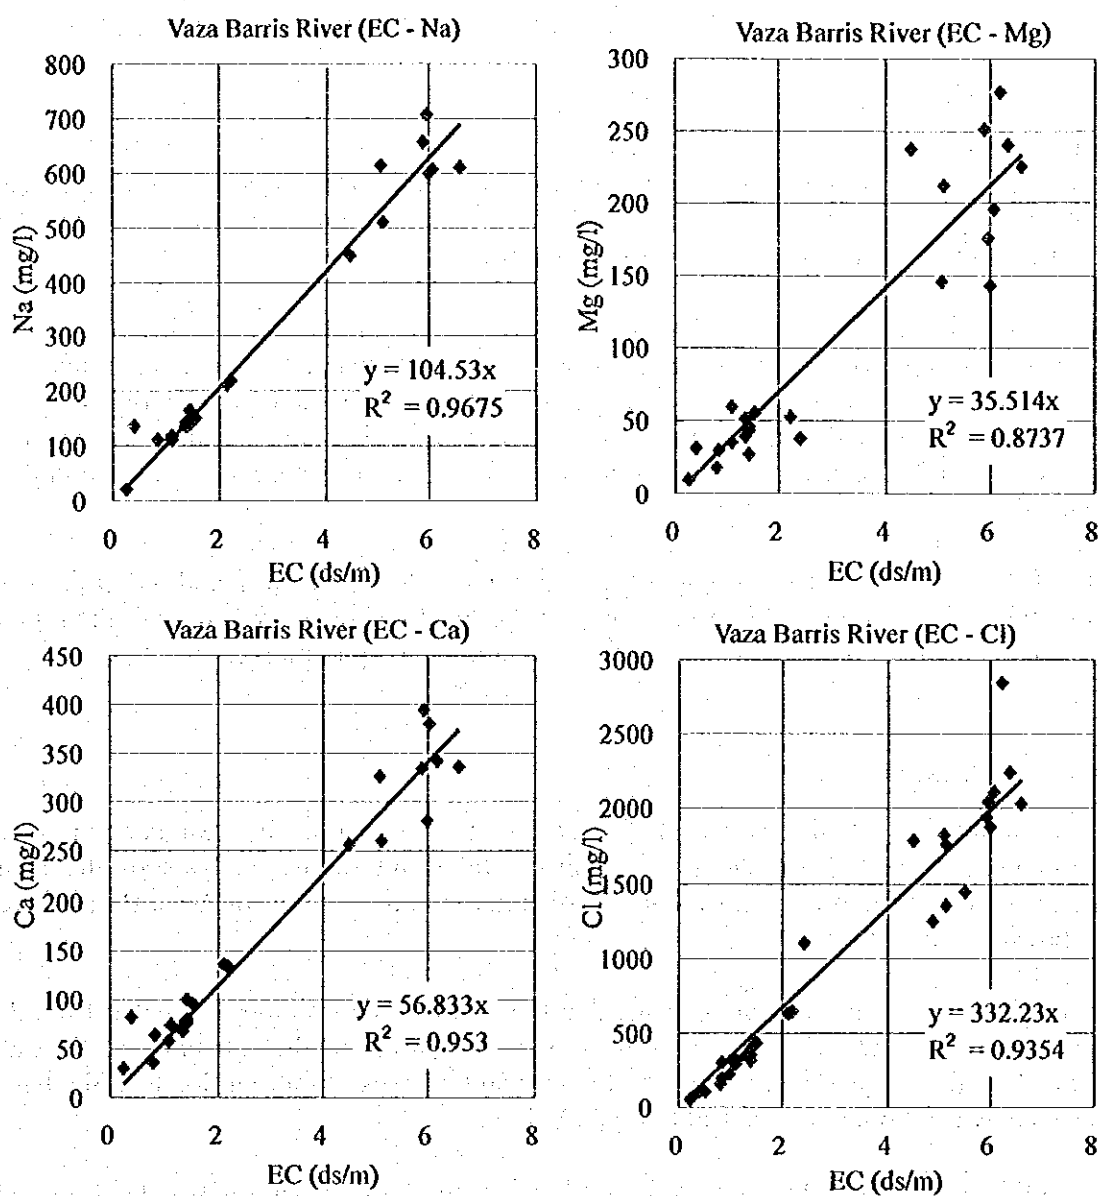 Vaza Barris River (EC - Na)
800
700
600
500
400
300
200
100
0
Na (mg/l)
y = 104.53x
R² = 0.9675
0 2 4 6 8
EC (ds/m)
Vaza Barris River (EC - Mg)
300
250
200
150
100
50
0
Mg (mg/l)
y = 35.514x
R² = 0.8737
0 2 4 6 8
EC (ds/m)
Vaza Barris River (EC - Ca)
450
400
350
300
250
200
150
100
50
0
Ca (mg/l)
y = 56.833x
R² = 0.953
0 2 4 6 8
EC (ds/m)
Vaza Barris River (EC - Cl)
3000
2500
2000
1500
1000
500
0
Cl (mg/l)
y = 332.23x
R² = 0.9354
0 2 4 6 8
EC (ds/m)